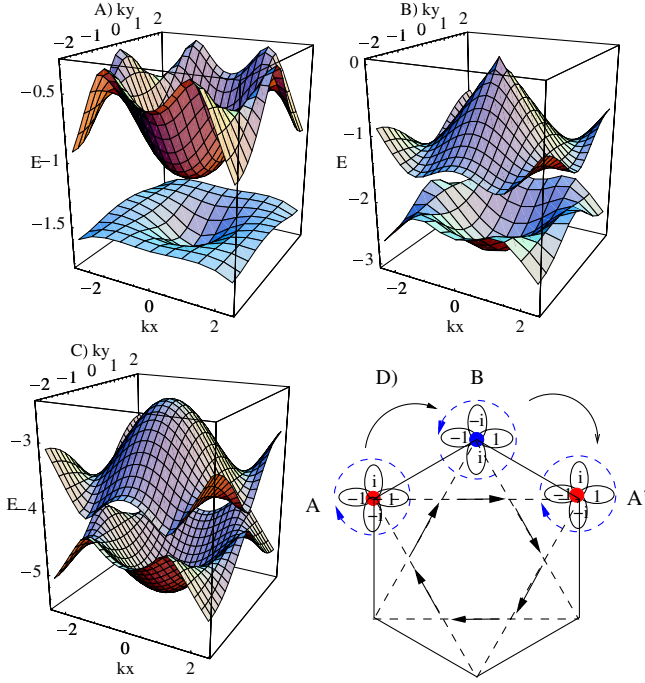 A) ky
−2 −1 0 1 2
−0.5
E −1
−1.5
−2 0 2
kx
B) ky
−2 −1 0 1 2
0
−1
E
−2
−3
−2 0 2
kx
C) ky
−2 −1 0 1 2
−3
E −4
−5
−2 0 2
kx
D) B
−i
−1 1
i
A i i A'
−1 1 −1 1
−i −i